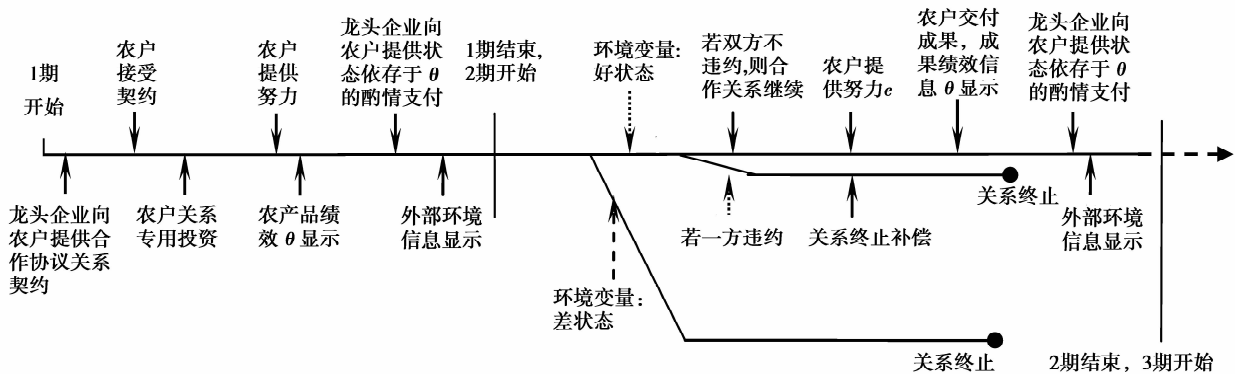 1期
开始
农户
接受
契约
农户
提供
努力
龙头企业向
农户提供状
态依存于 θ
的酌情支付
1期结束，
2期开始
环境变量:
好状态
若双方不
违约,则合
作关系继续
农户提
供努力e
农户交付
成果，成
果绩效信
息 θ 显示
龙头企业向
农户提供状
态依存于 θ
的酌情支付
龙头企业向
农户提供合
作协议关系
契约
农户关系
专用投资
农产品绩
效 θ 显示
外部环境
信息显示
环境变量：
差状态
若一方违约
关系终止补偿
关系终止
外部环境
信息显示
关系终止
2期结束，3期开始